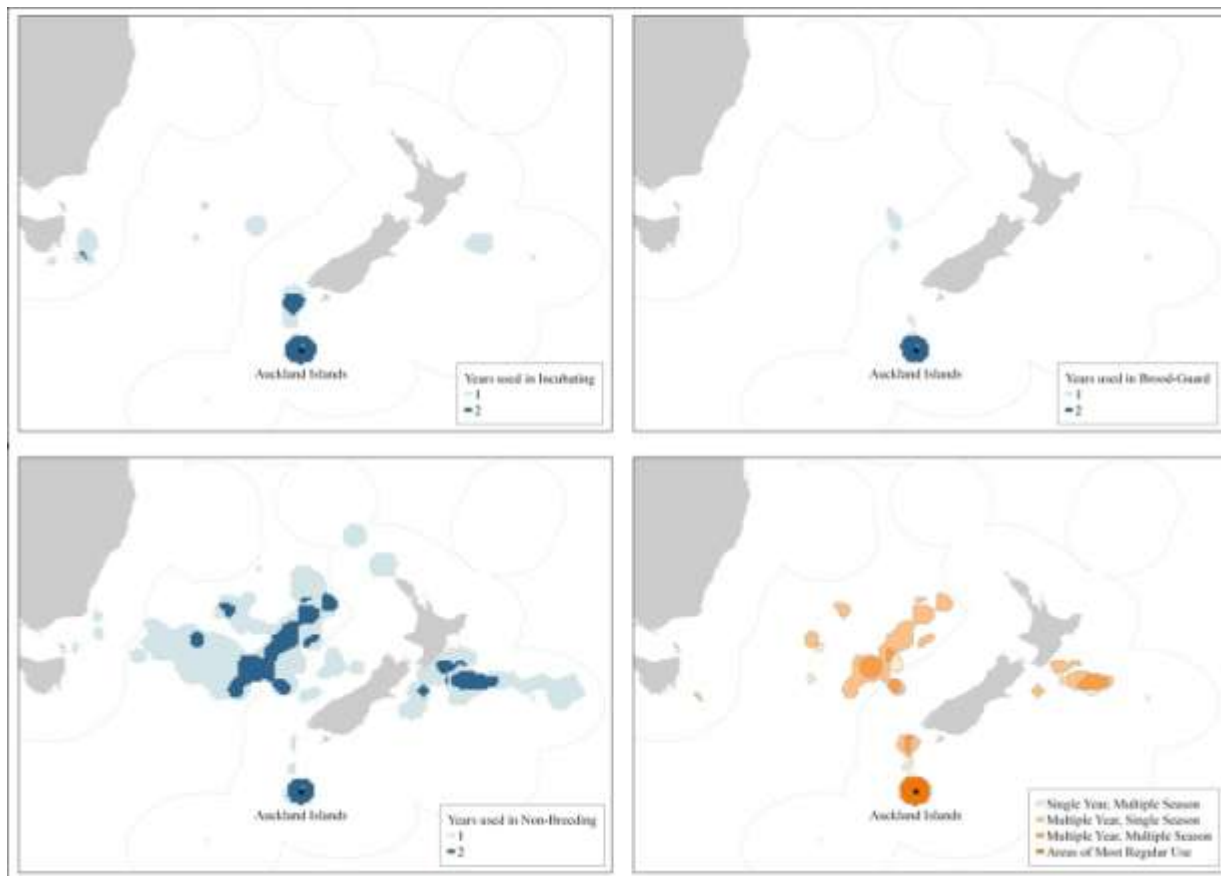 Auckland Islands
Years used in Incubating
1
2
Auckland Islands
Years used in Brood-Guard
1
2
Auckland Islands
Years used in Non-Breeding
1
2
Auckland Islands
Single Year, Multiple Season
Multiple Year, Single Season
Multiple Year, Multiple Season
Areas of Most Regular Use